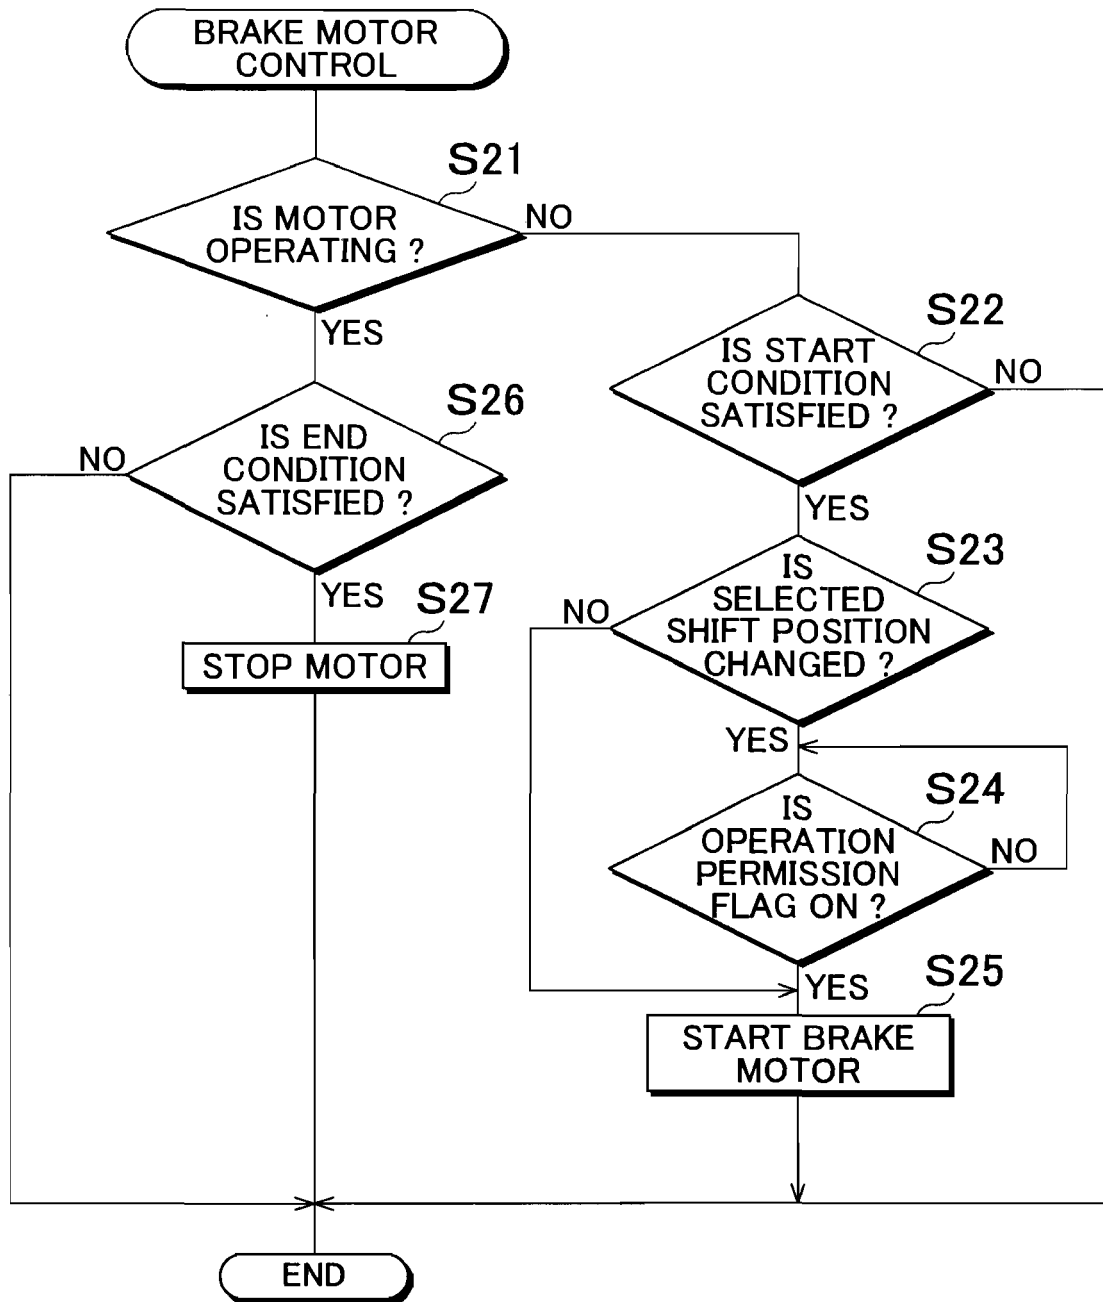 BRAKE MOTOR
CONTROL
S21
IS MOTOR
OPERATING ?
NO
YES
S22
IS START
CONDITION
SATISFIED ?
NO
YES
S26
IS END
CONDITION
SATISFIED ?
NO
YES
S23
IS
SELECTED
SHIFT POSITION
CHANGED ?
NO
YES
S27
STOP MOTOR
S24
IS
OPERATION
PERMISSION
FLAG ON ?
NO
YES
S25
START BRAKE
MOTOR
END